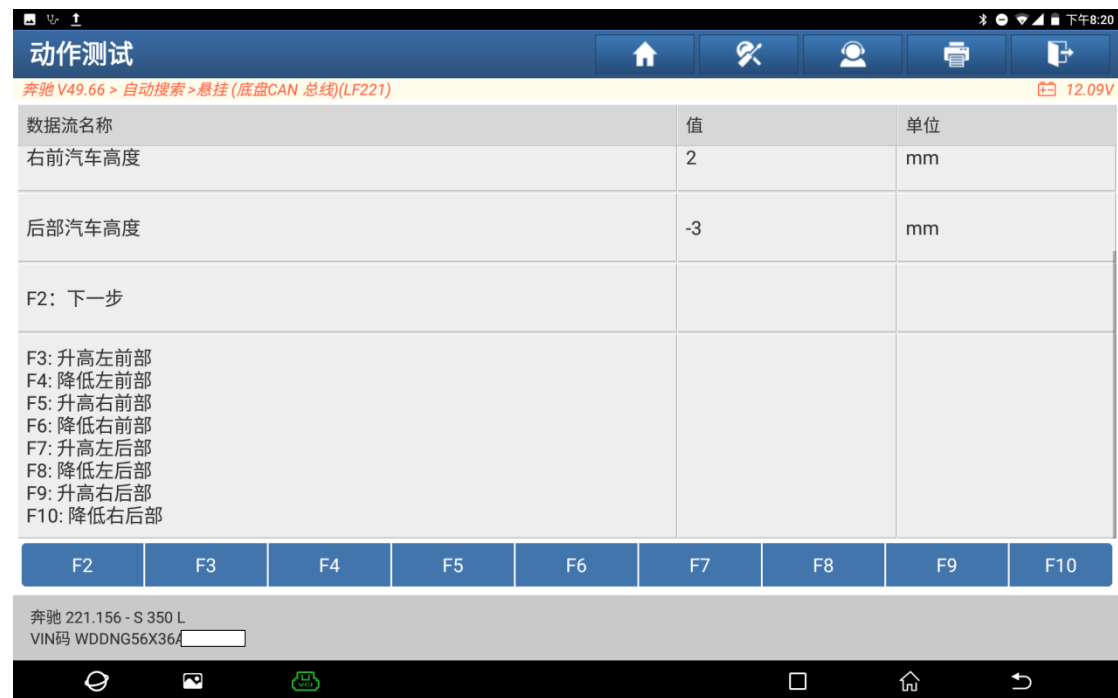 下午8:20
动作测试
奔驰 V49.66 > 自动搜索 >悬挂 (底盘CAN 总线)(LF221)
12.09V
数据流名称 值 单位
右前汽车高度 2 mm
后部汽车高度 -3 mm
F2：下一步
F3: 升高左前部
F4: 降低左前部
F5: 升高右前部
F6: 降低右前部
F7: 升高左后部
F8: 降低左后部
F9: 升高右后部
F10: 降低右后部
F2 F3 F4 F5 F6 F7 F8 F9 F10
奔驰 221.156 - S 350 L
VIN码 WDDNG56X36A
VCI